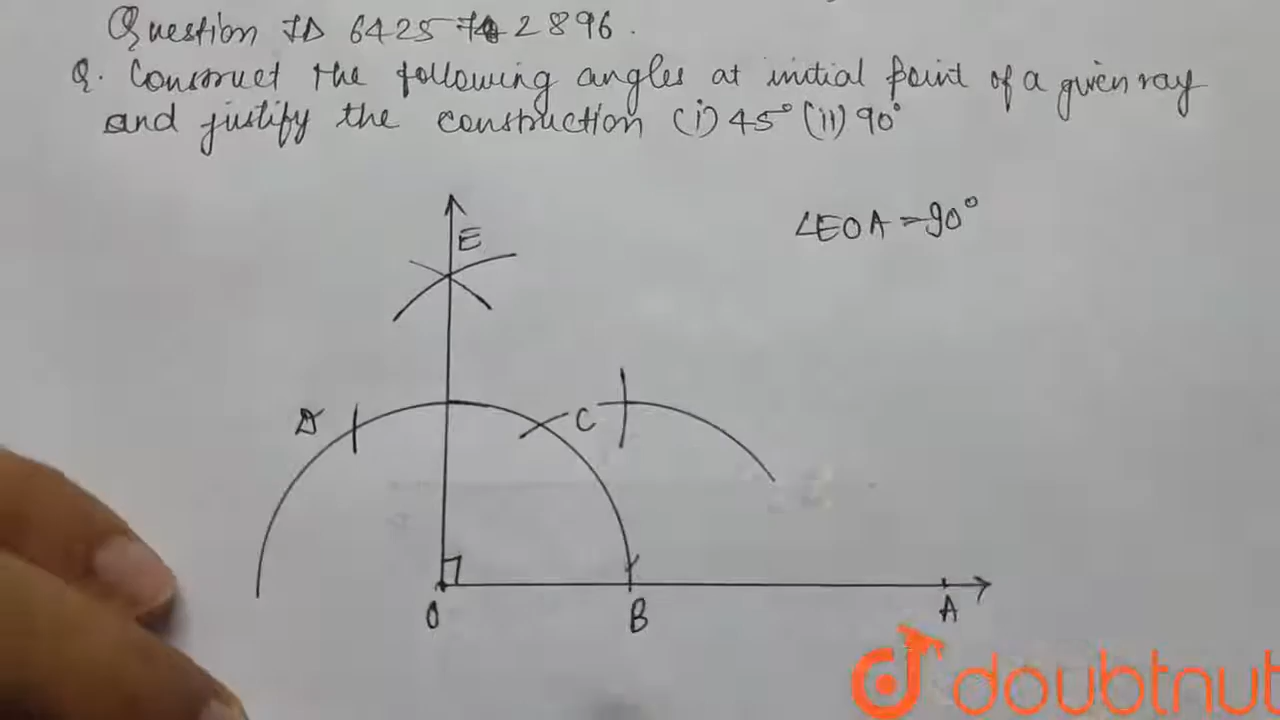 Question ID 6425 2896.
Q. Construct the following angles at initial point of a given ray
and justify the construction (i) 45° (ii) 90°
∠EOA = 90°
E
D
C
O
B
A
doubtnut